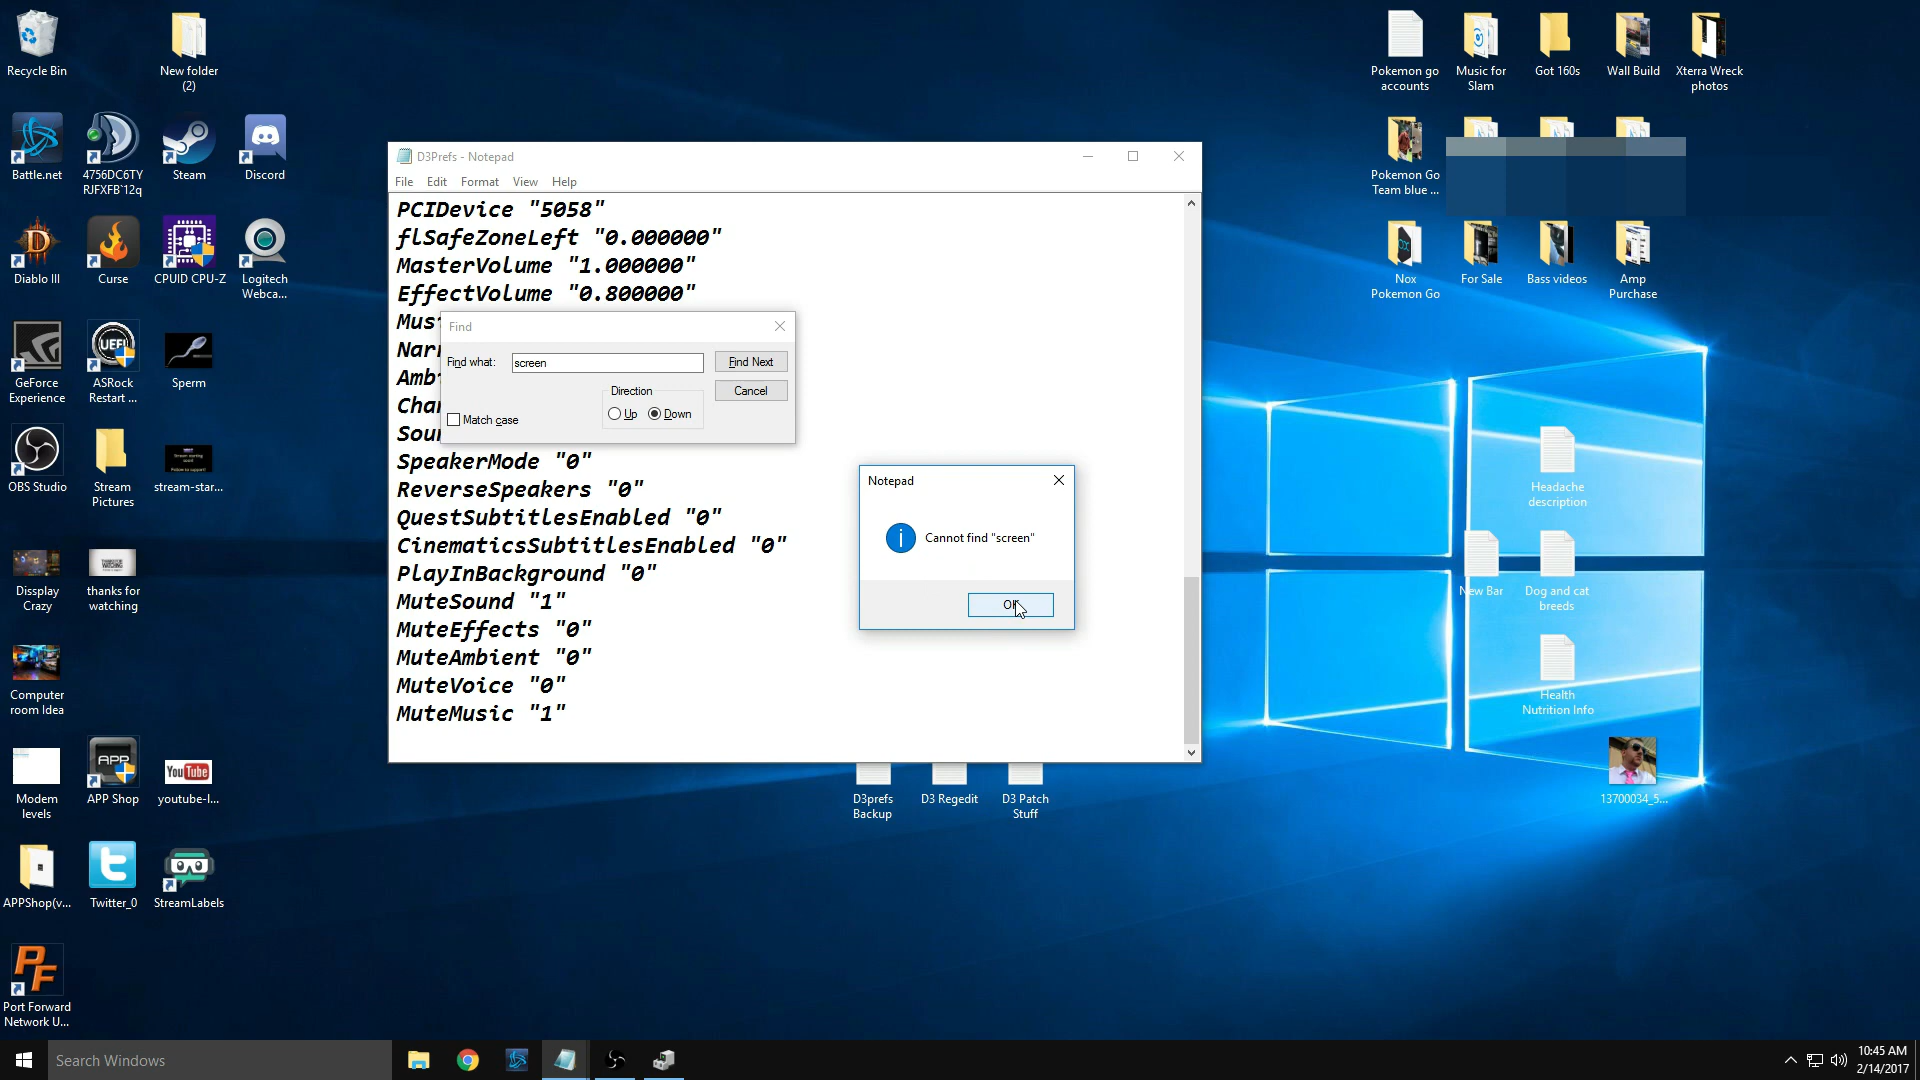 Recycle Bin
New folder
(2)
Battle.net
4756DC6TY
RJFXFB`12q
Steam
Discord
Diablo III
Curse
CPUID CPU-Z
Logitech
Webca...
GeForce
Experience
ASRock
Restart ...
Sperm
OBS Studio
Stream
Pictures
stream-star...
Dissplay
Crazy
thanks for
watching
Computer
room Idea
Modem
levels
APP
APP Shop
YouTube
youtube-l...
APPShop(v...
Twitter_0
StreamLabels
PF
Port Forward
Network U...
D3Prefs - Notepad
File Edit Format View Help
PCIDevice "5058"
flSafeZoneLeft "0.000000"
MasterVolume "1.000000"
EffectVolume "0.800000"
Find
Find what: screen
Find Next
Cancel
Direction
Up Down
Match case
SpeakerMode "0"
ReverseSpeakers "0"
QuestSubtitlesEnabled "0"
CinematicsSubtitlesEnabled "0"
PlayInBackground "0"
MuteSound "1"
MuteEffects "0"
MuteAmbient "0"
MuteVoice "0"
MuteMusic "1"
Notepad
Cannot find "screen"
OK
D3prefs
Backup
D3 Regedit
D3 Patch
Stuff
Pokemon go
accounts
Music for
Slam
Got 160s
Wall Build
Xterra Wreck
photos
Pokemon Go
Team blue ...
Nox
Pokemon Go
For Sale
Bass videos
Amp
Purchase
Headache
description
New Bar
Dog and cat
breeds
Health
Nutrition Info
13700034_5...
Search Windows
10:45 AM
2/14/2017